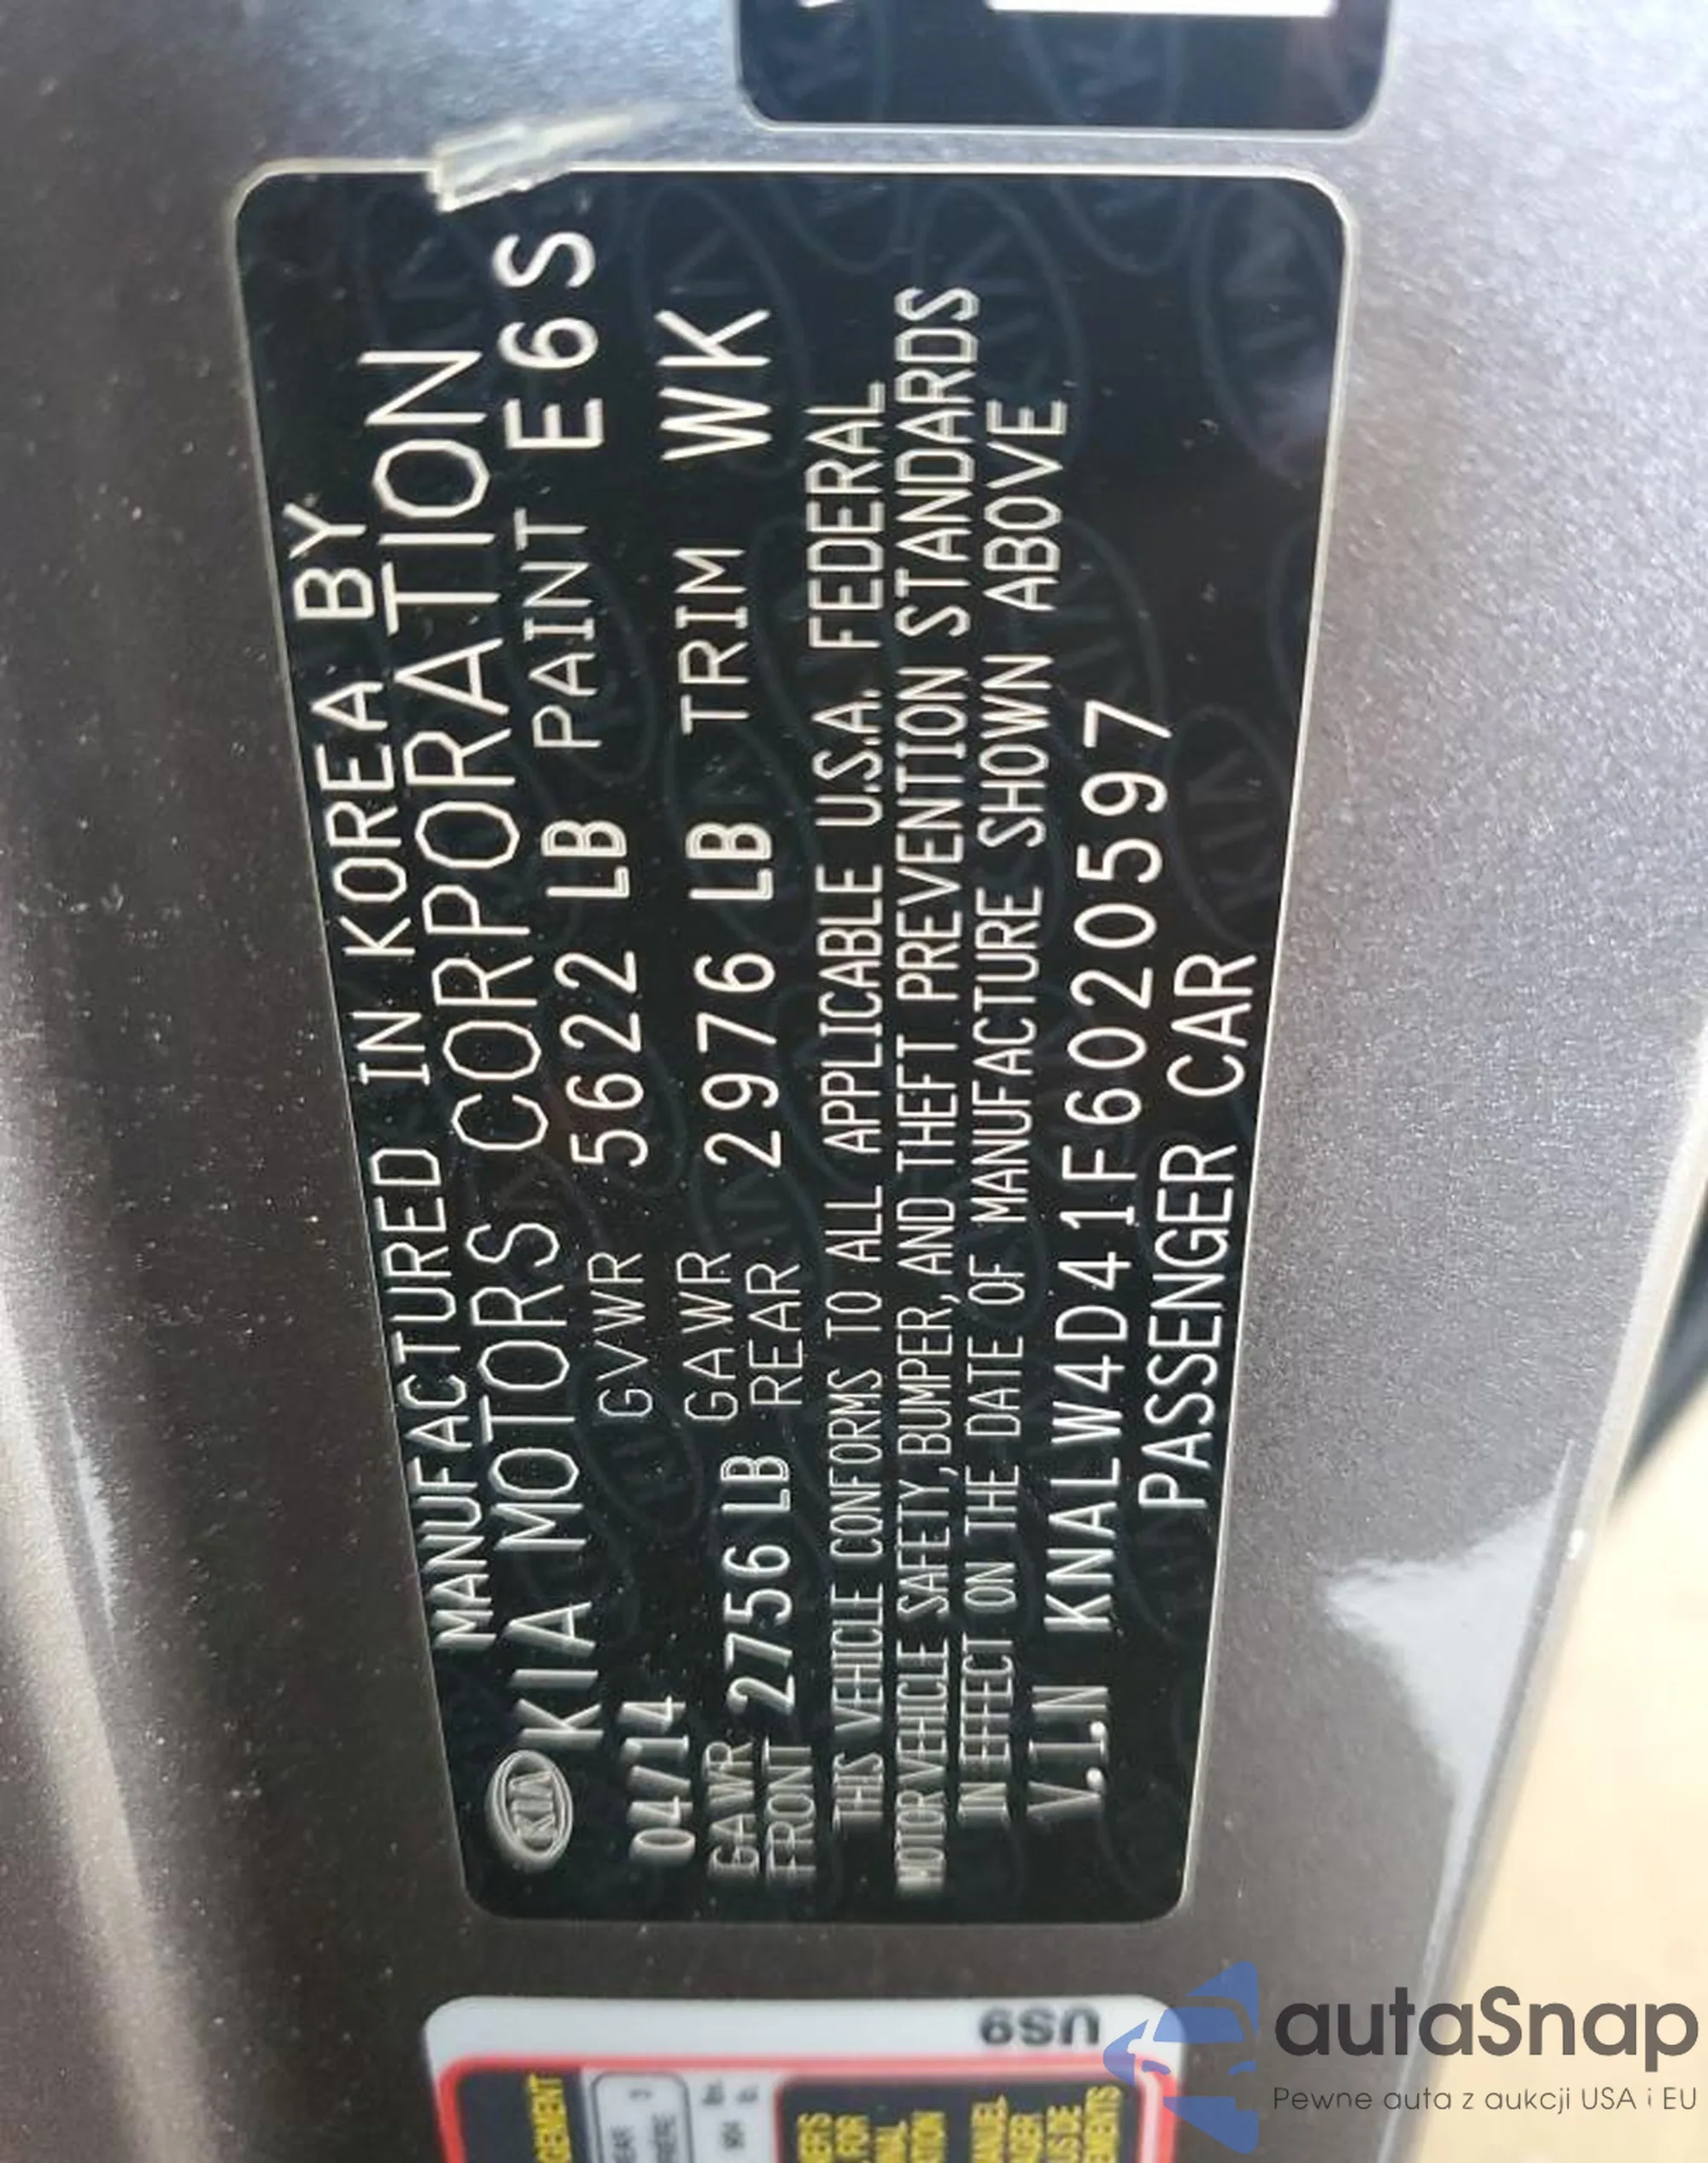 MANUFACTURED IN KOREA BY
KIA KIA MOTORS CORPORATION
04/14 GVWR 5622 LB PAINT E6S
GAWR FRONT 2756 LB GAWR REAR 2976 LB TRIM WK
THIS VEHICLE CONFORMS TO ALL APPLICABLE U.S.A. FEDERAL
MOTOR VEHICLE SAFETY, BUMPER, AND THEFT PREVENTION STANDARDS
IN EFFECT ON THE DATE OF MANUFACTURE SHOWN ABOVE
V.I.N KNALW4D41F6020597
PASSENGER CAR
US9
autaSnap
Pewne auta z aukcji USA i EU